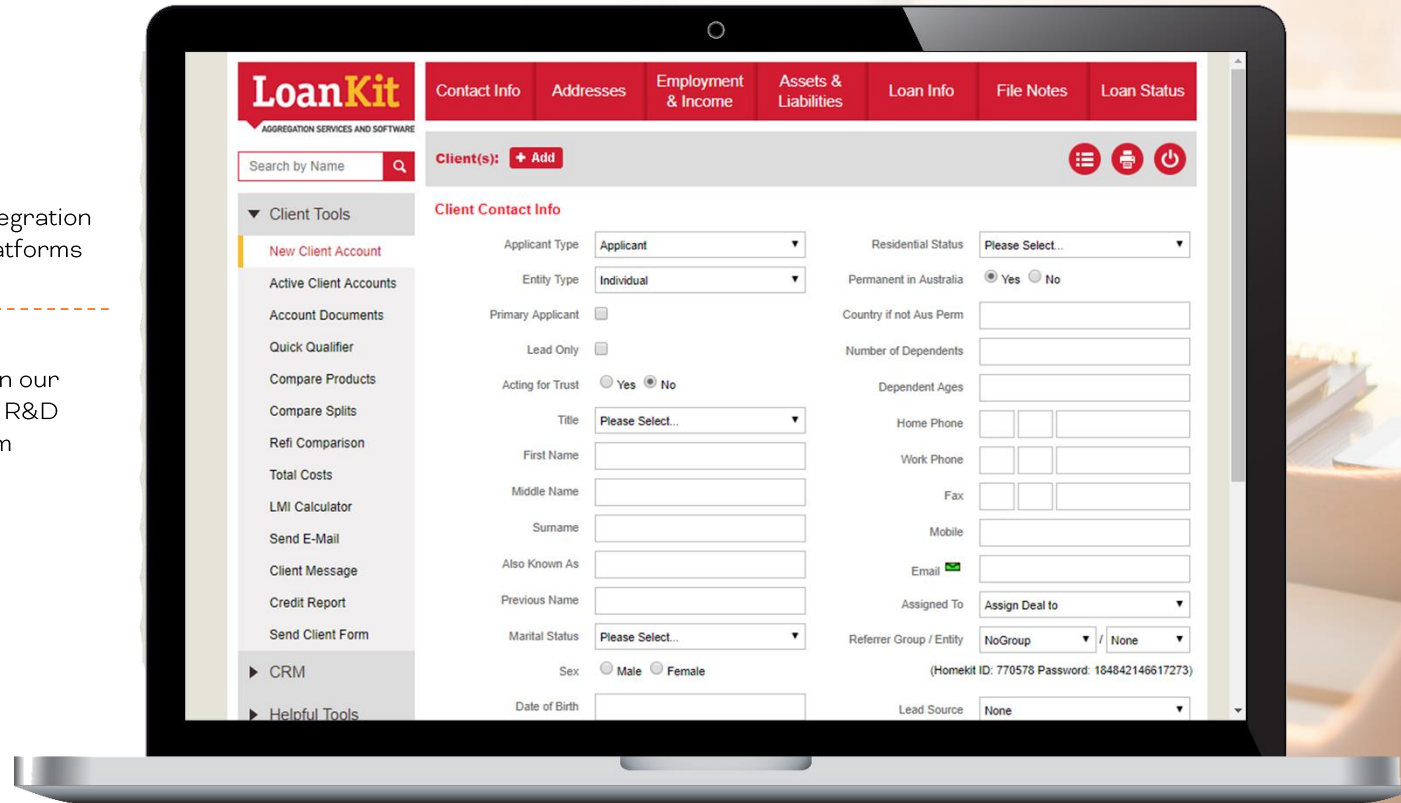 tegration
atforms
n our
R&D
m
LoanKit
AGGREGATION SERVICES AND SOFTWARE
Contact Info
Addresses
Employment
& Income
Assets &
Liabilities
Loan Info
File Notes
Loan Status
Search by Name
Client(s): + Add
Client Tools
New Client Account
Active Client Accounts
Account Documents
Quick Qualifier
Compare Products
Compare Splits
Refi Comparison
Total Costs
LMI Calculator
Send E-Mail
Client Message
Credit Report
Send Client Form
CRM
Helpful Tools
Client Contact Info
Applicant Type Applicant
Entity Type Individual
Primary Applicant
Lead Only
Acting for Trust Yes No
Title Please Select...
First Name
Middle Name
Surname
Also Known As
Previous Name
Marital Status Please Select...
Sex Male Female
Date of Birth
Residential Status Please Select...
Permanent in Australia Yes No
Country if not Aus Perm
Number of Dependents
Dependent Ages
Home Phone
Work Phone
Fax
Mobile
Email
Assigned To Assign Deal to
Referrer Group / Entity NoGroup / None
(Homekit ID: 770578 Password: 184842146617273)
Lead Source None